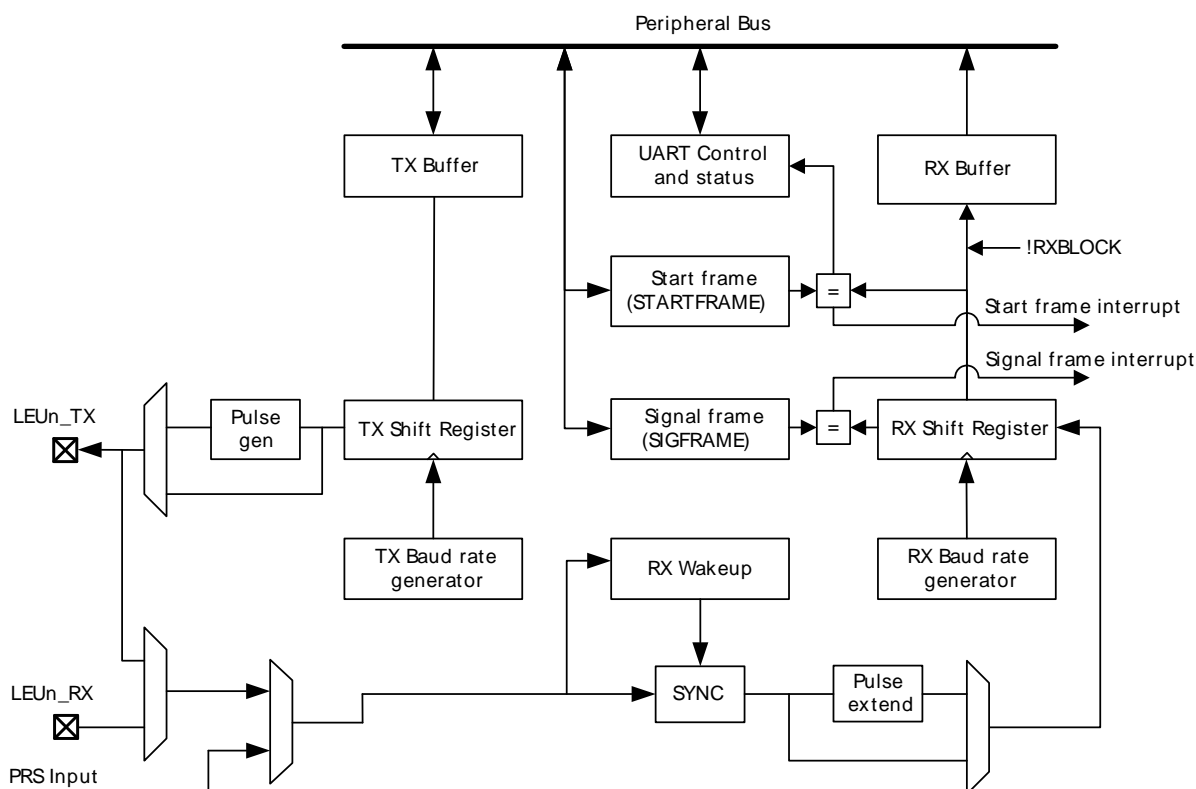 Peripheral Bus
TX Buffer
UART Control
and status
RX Buffer
!RXBLOCK
Start frame
(STARTFRAME)
=
Start frame interrupt
Signal frame interrupt
LEUn_TX
Pulse
gen
TX Shift Register
Signal frame
(SIGFRAME)
=
RX Shift Register
TX Baud rate
generator
RX Wakeup
RX Baud rate
generator
LEUn_RX
SYNC
Pulse
extend
PRS Input